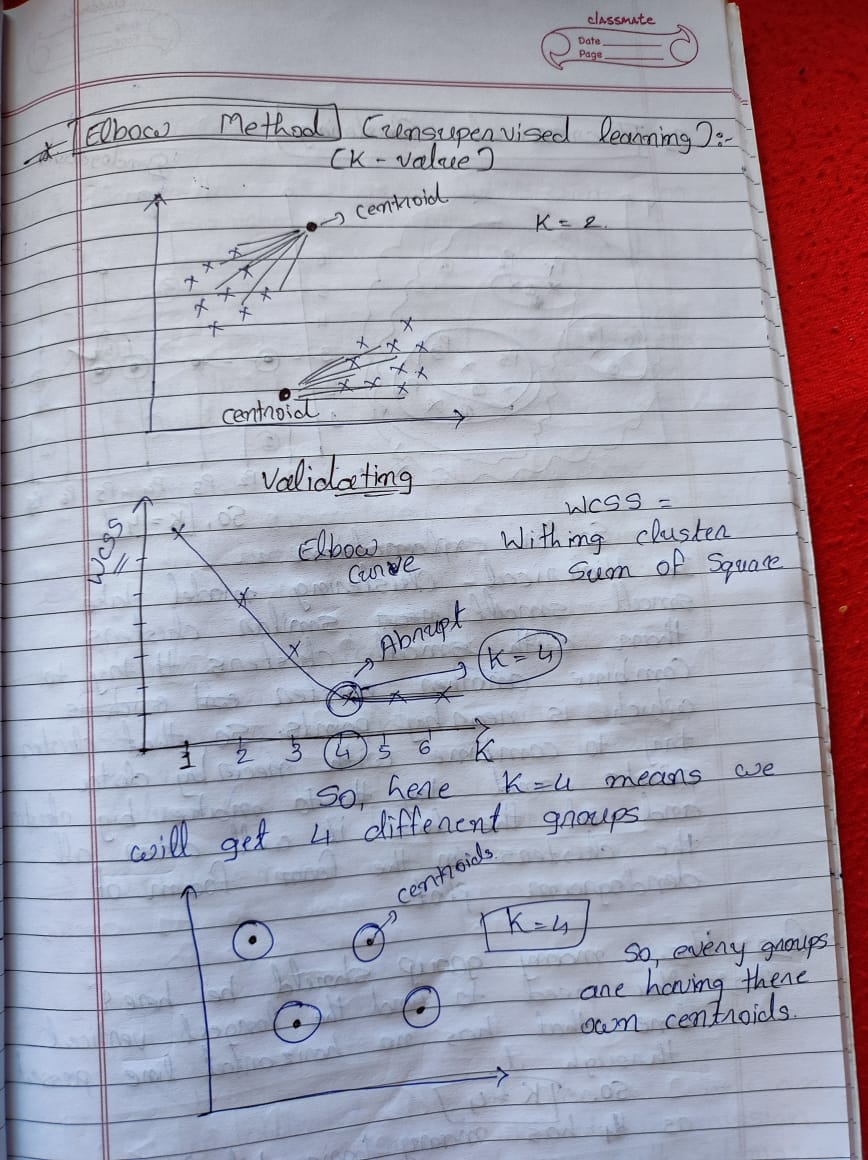 classmate
Date
Page
* Elbow Method (unsupervised learning):-
(K-value)
centroid
K = 2.
centroid
Validating
WCSS
WCSS =
Withing cluster
Sum of Square
Elbow
Curve
Abrupt
K = 4
1 2 3 4 5 6 K
So, here K=4 means we
will get 4 different groups
centroids
K=4
So, every groups
are having there
own centroids.